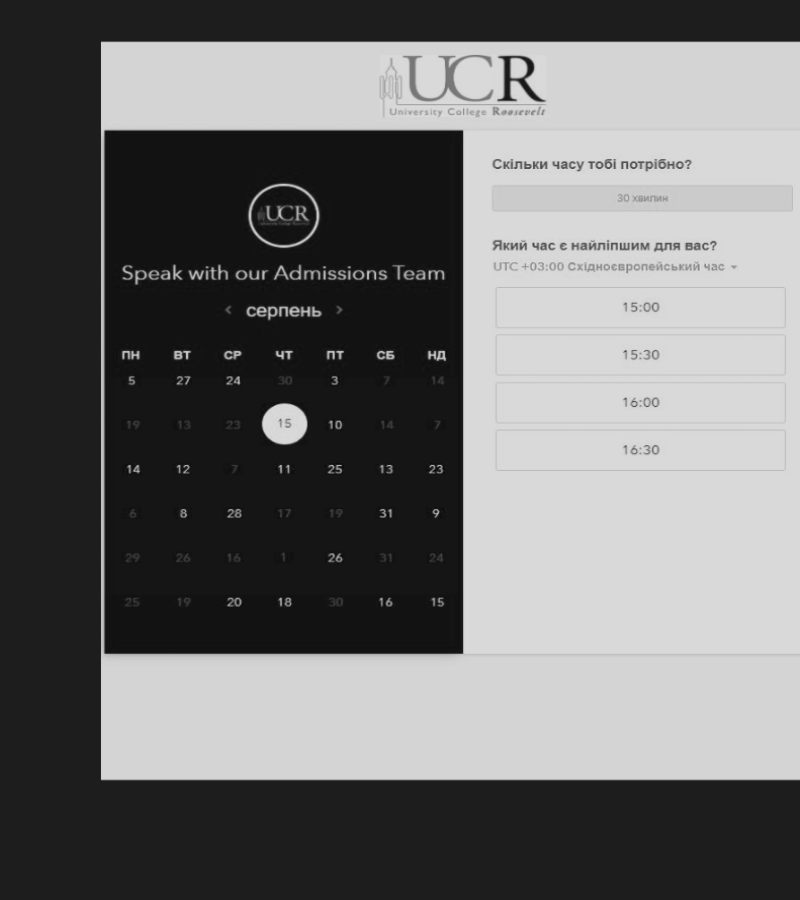 UCR
University College Roosevelt
UCR
Speak with our Admissions Team
< серпень >
ПН ВТ СР ЧТ ПТ СБ НД
5 27 24 30 3 7 14
19 13 23 15 10 14 7
14 12 7 11 25 13 23
6 8 28 17 19 31 9
29 26 16 1 26 31 24
25 19 20 18 30 16 15
Скільки часу тобі потрібно?
30 хвилин
Який час є найліпшим для вас?
UTC +03:00 Східноєвропейський час
15:00
15:30
16:00
16:30